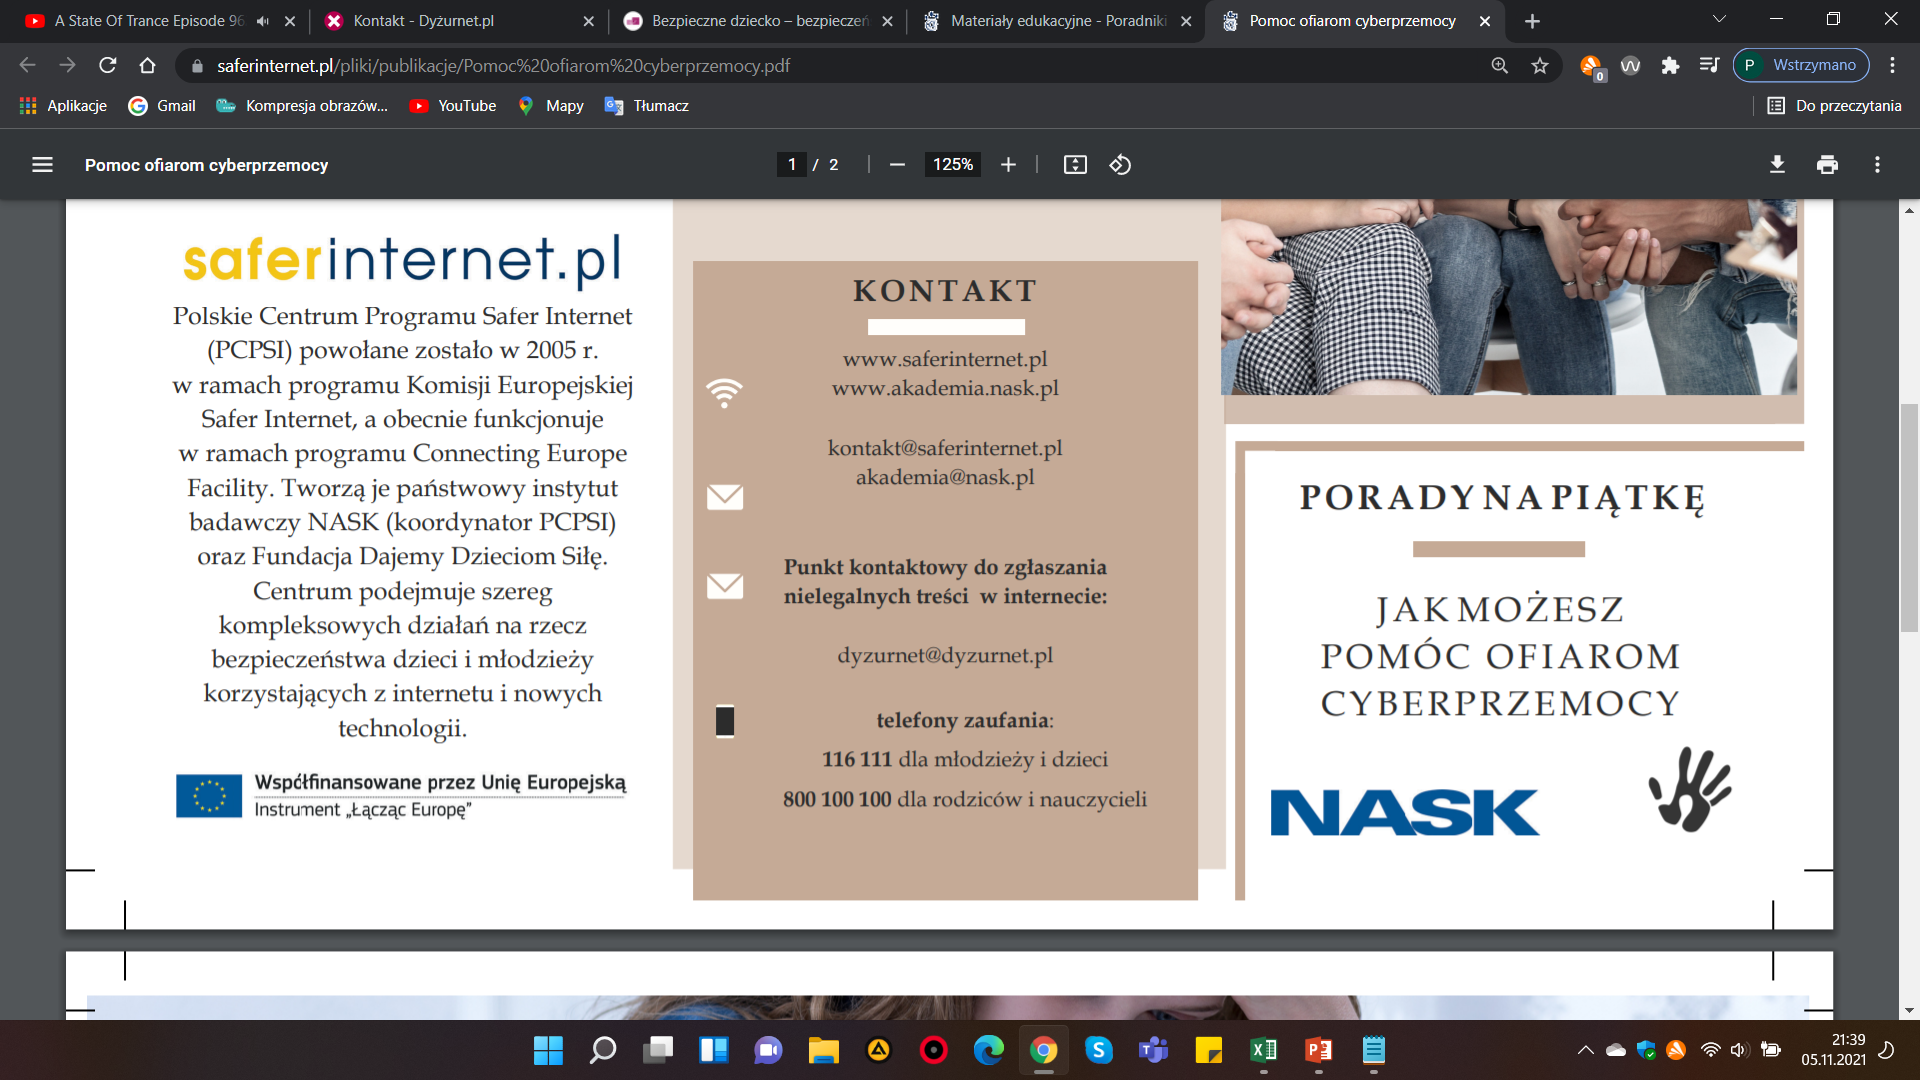 A State Of Trance Episode 96
Kontakt - Dyżurnet.pl
Bezpieczne dziecko – bezpieczeń
Materiały edukacyjne - Poradniki
Pomoc ofiarom cyberprzemocy
saferinternet.pl/pliki/publikacje/Pomoc%20ofiarom%20cyberprzemocy.pdf
0
P Wstrzymano
Aplikacje
Gmail
Kompresja obrazów...
YouTube
Mapy
Tłumacz
Do przeczytania
Pomoc ofiarom cyberprzemocy
1 / 2
125%
saferinternet.pl
Polskie Centrum Programu Safer Internet
(PCPSI) powołane zostało w 2005 r.
w ramach programu Komisji Europejskiej
Safer Internet, a obecnie funkcjonuje
w ramach programu Connecting Europe
Facility. Tworzą je państwowy instytut
badawczy NASK (koordynator PCPSI)
oraz Fundacja Dajemy Dzieciom Siłę.
Centrum podejmuje szereg
kompleksowych działań na rzecz
bezpieczeństwa dzieci i młodzieży
korzystających z internetu i nowych
technologii.
Współfinansowane przez Unię Europejską
Instrument „Łącząc Europę”
KONTAKT
www.saferinternet.pl
www.akademia.nask.pl
kontakt@saferinternet.pl
akademia@nask.pl
Punkt kontaktowy do zgłaszania
nielegalnych treści w internecie:
dyzurnet@dyzurnet.pl
telefony zaufania:
116 111 dla młodzieży i dzieci
800 100 100 dla rodziców i nauczycieli
PORADY NA PIĄTKĘ
JAK MOŻESZ
POMÓC OFIAROM
CYBERPRZEMOCY
NASK
21:39
05.11.2021